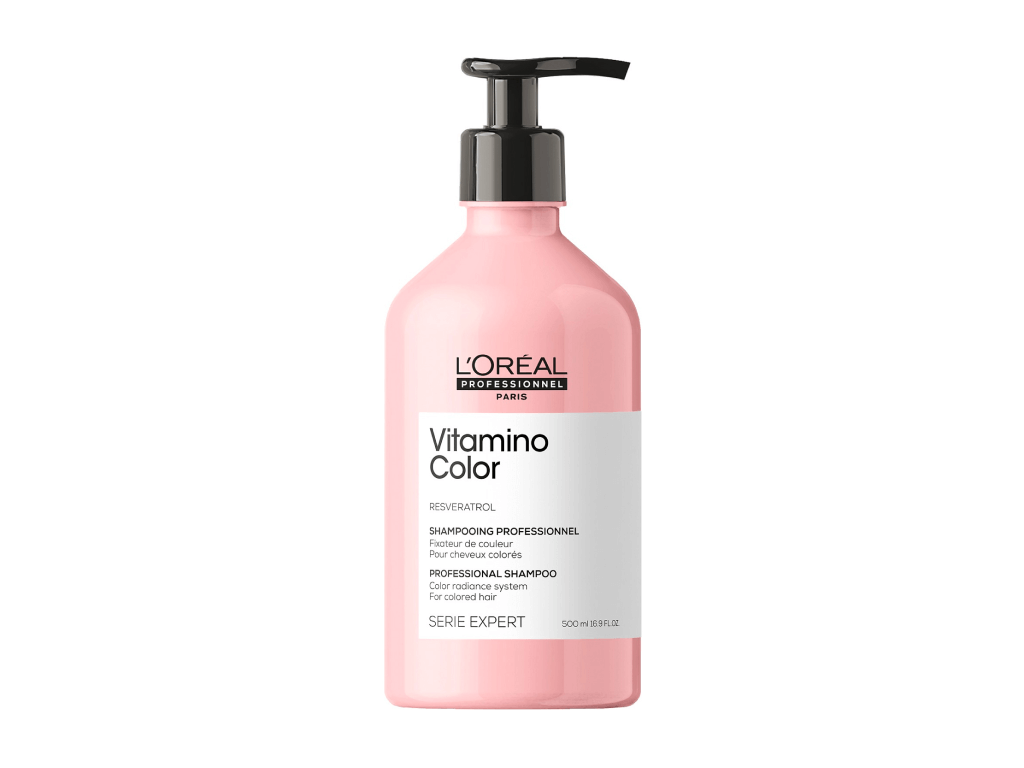 L'ORÉAL
PROFESSIONNEL
PARIS
Vitamino
Color
RESVERATROL
SHAMPOOING PROFESSIONNEL
Fixateur de couleur
Pour cheveux colorés
PROFESSIONAL SHAMPOO
Color radiance system
For colored hair
SERIE EXPERT 500 ml 16.9 FL.OZ.